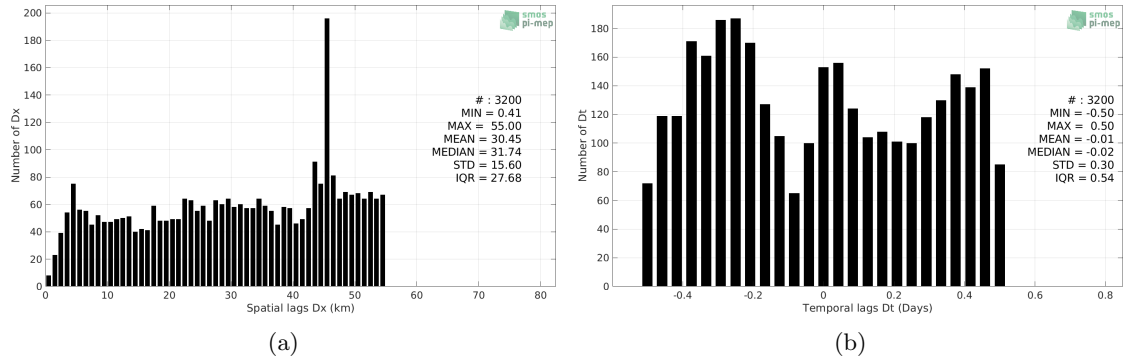 smos
pi-mep
200
180
160
140
120
100
80
60
40
20
0
Number of Dx
# : 3200
MIN = 0.41
MAX = 55.00
MEAN = 30.45
MEDIAN = 31.74
STD = 15.60
IQR = 27.68
0 10 20 30 40 50 60 70 80
Spatial lags Dx (km)
(a)
smos
pi-mep
180
160
140
120
100
80
60
40
20
0
Number of Dt
# : 3200
MIN = -0.50
MAX = 0.50
MEAN = -0.01
MEDIAN = -0.02
STD = 0.30
IQR = 0.54
-0.4 -0.2 0 0.2 0.4 0.6 0.8
Temporal lags Dt (Days)
(b)